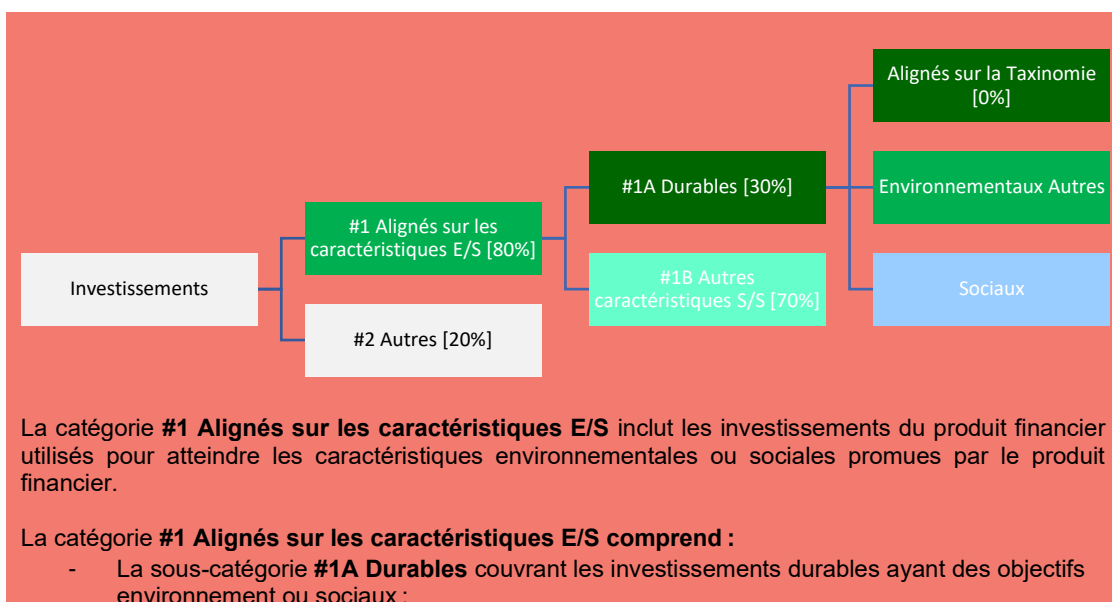 Alignés sur la Taxinomie
[0%]
#1A Durables [30%]
Environnementaux Autres
#1 Alignés sur les
caractéristiques E/S [80%]
Investissements
#1B Autres
caractéristiques S/S [70%]
Sociaux
#2 Autres [20%]
La catégorie #1 Alignés sur les caractéristiques E/S inclut les investissements du produit financier
utilisés pour atteindre les caractéristiques environnementales ou sociales promues par le produit
financier.
La catégorie #1 Alignés sur les caractéristiques E/S comprend :
- La sous-catégorie #1A Durables couvrant les investissements durables ayant des objectifs
environnement ou sociaux ;